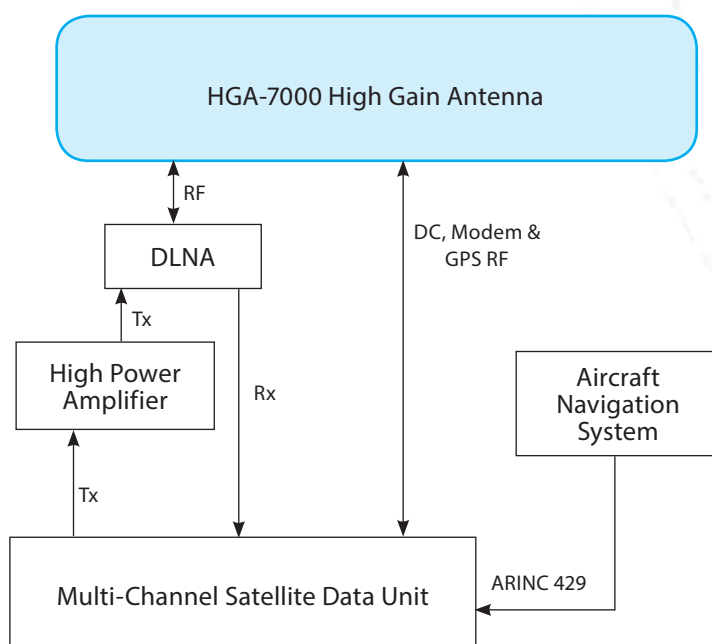 HGA-7000 High Gain Antenna
RF
DC, Modem &
GPS RF
DLNA
Tx
High Power
Amplifier
Rx
Aircraft
Navigation
System
Tx
ARINC 429
Multi-Channel Satellite Data Unit